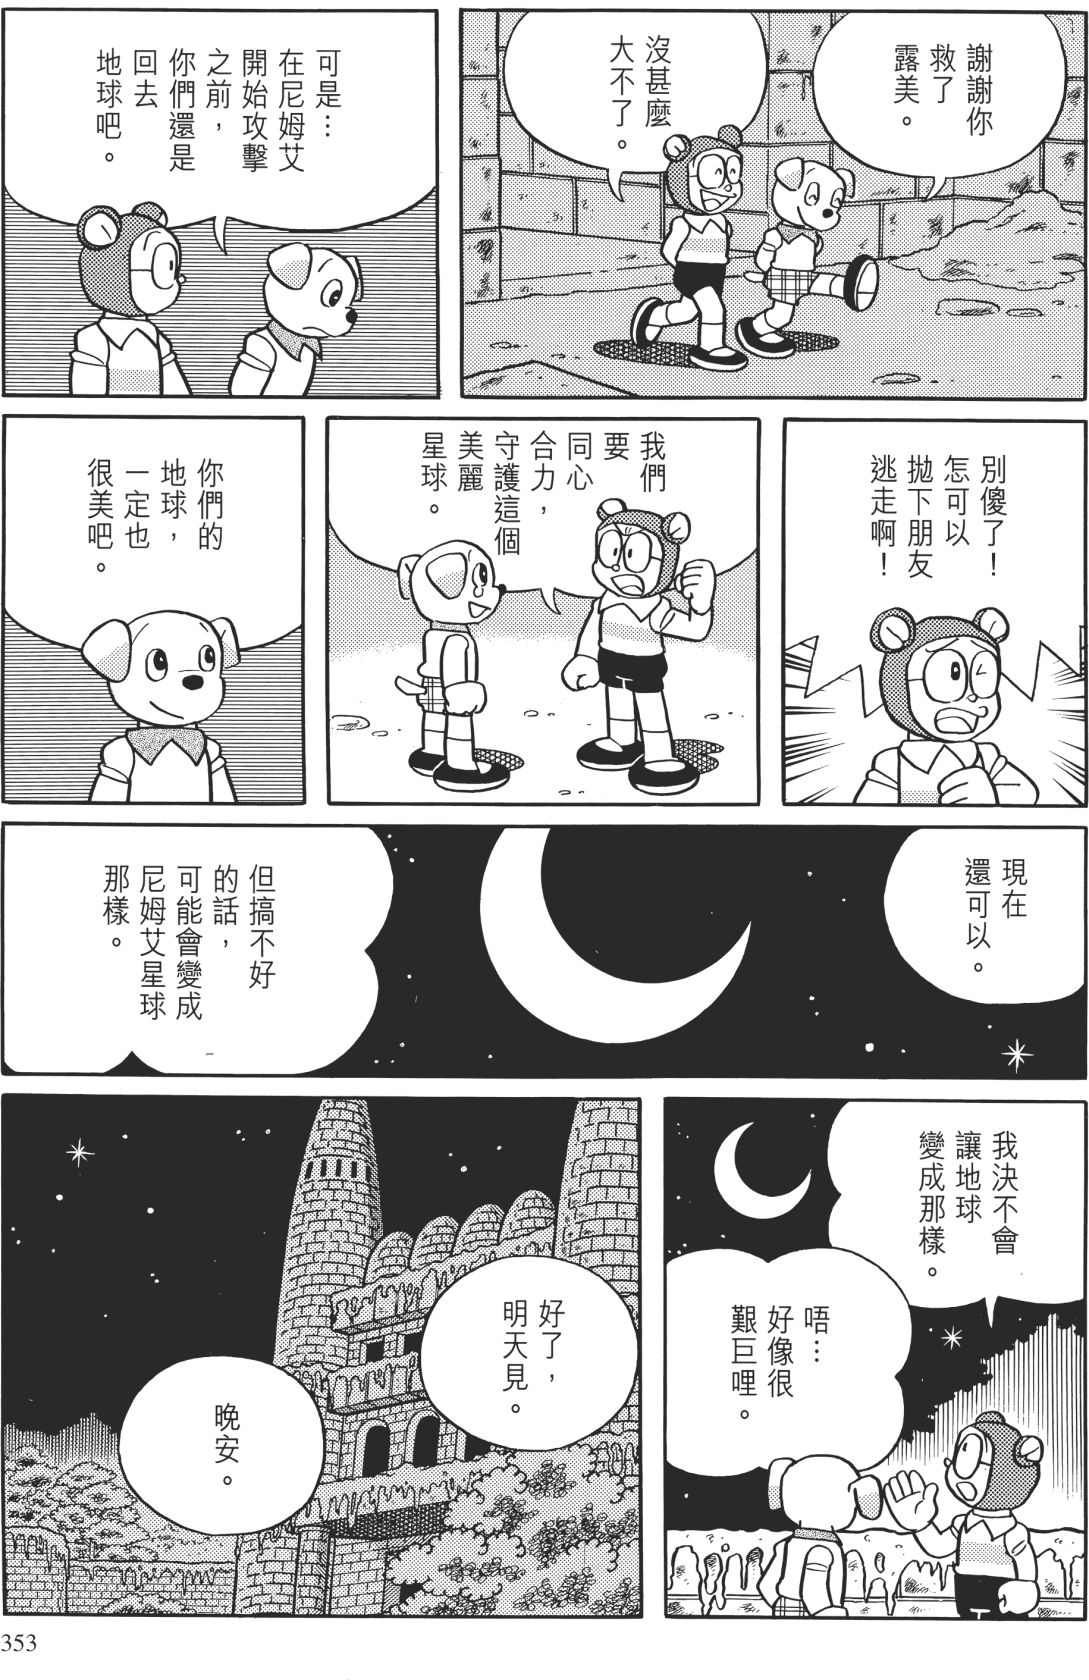 謝謝你
救了
露美。
沒甚麼
大不了。
可是⋯
在尼姆艾
開始攻擊
之前，
你們還是
回去
地球吧。
別傻了！
怎可以
拋下朋友
逃走啊！
我們
要
同心
合力，
守護這個
美麗
星球。
你們的
地球，
一定也
很美吧。
現在
還可以。
但搞不好
的話，
可能會變成
尼姆艾星球
那樣。
我決不會
讓地球
變成那樣。
唔⋯
好像很
艱巨哩。
好了，
明天見。
晚安。
353